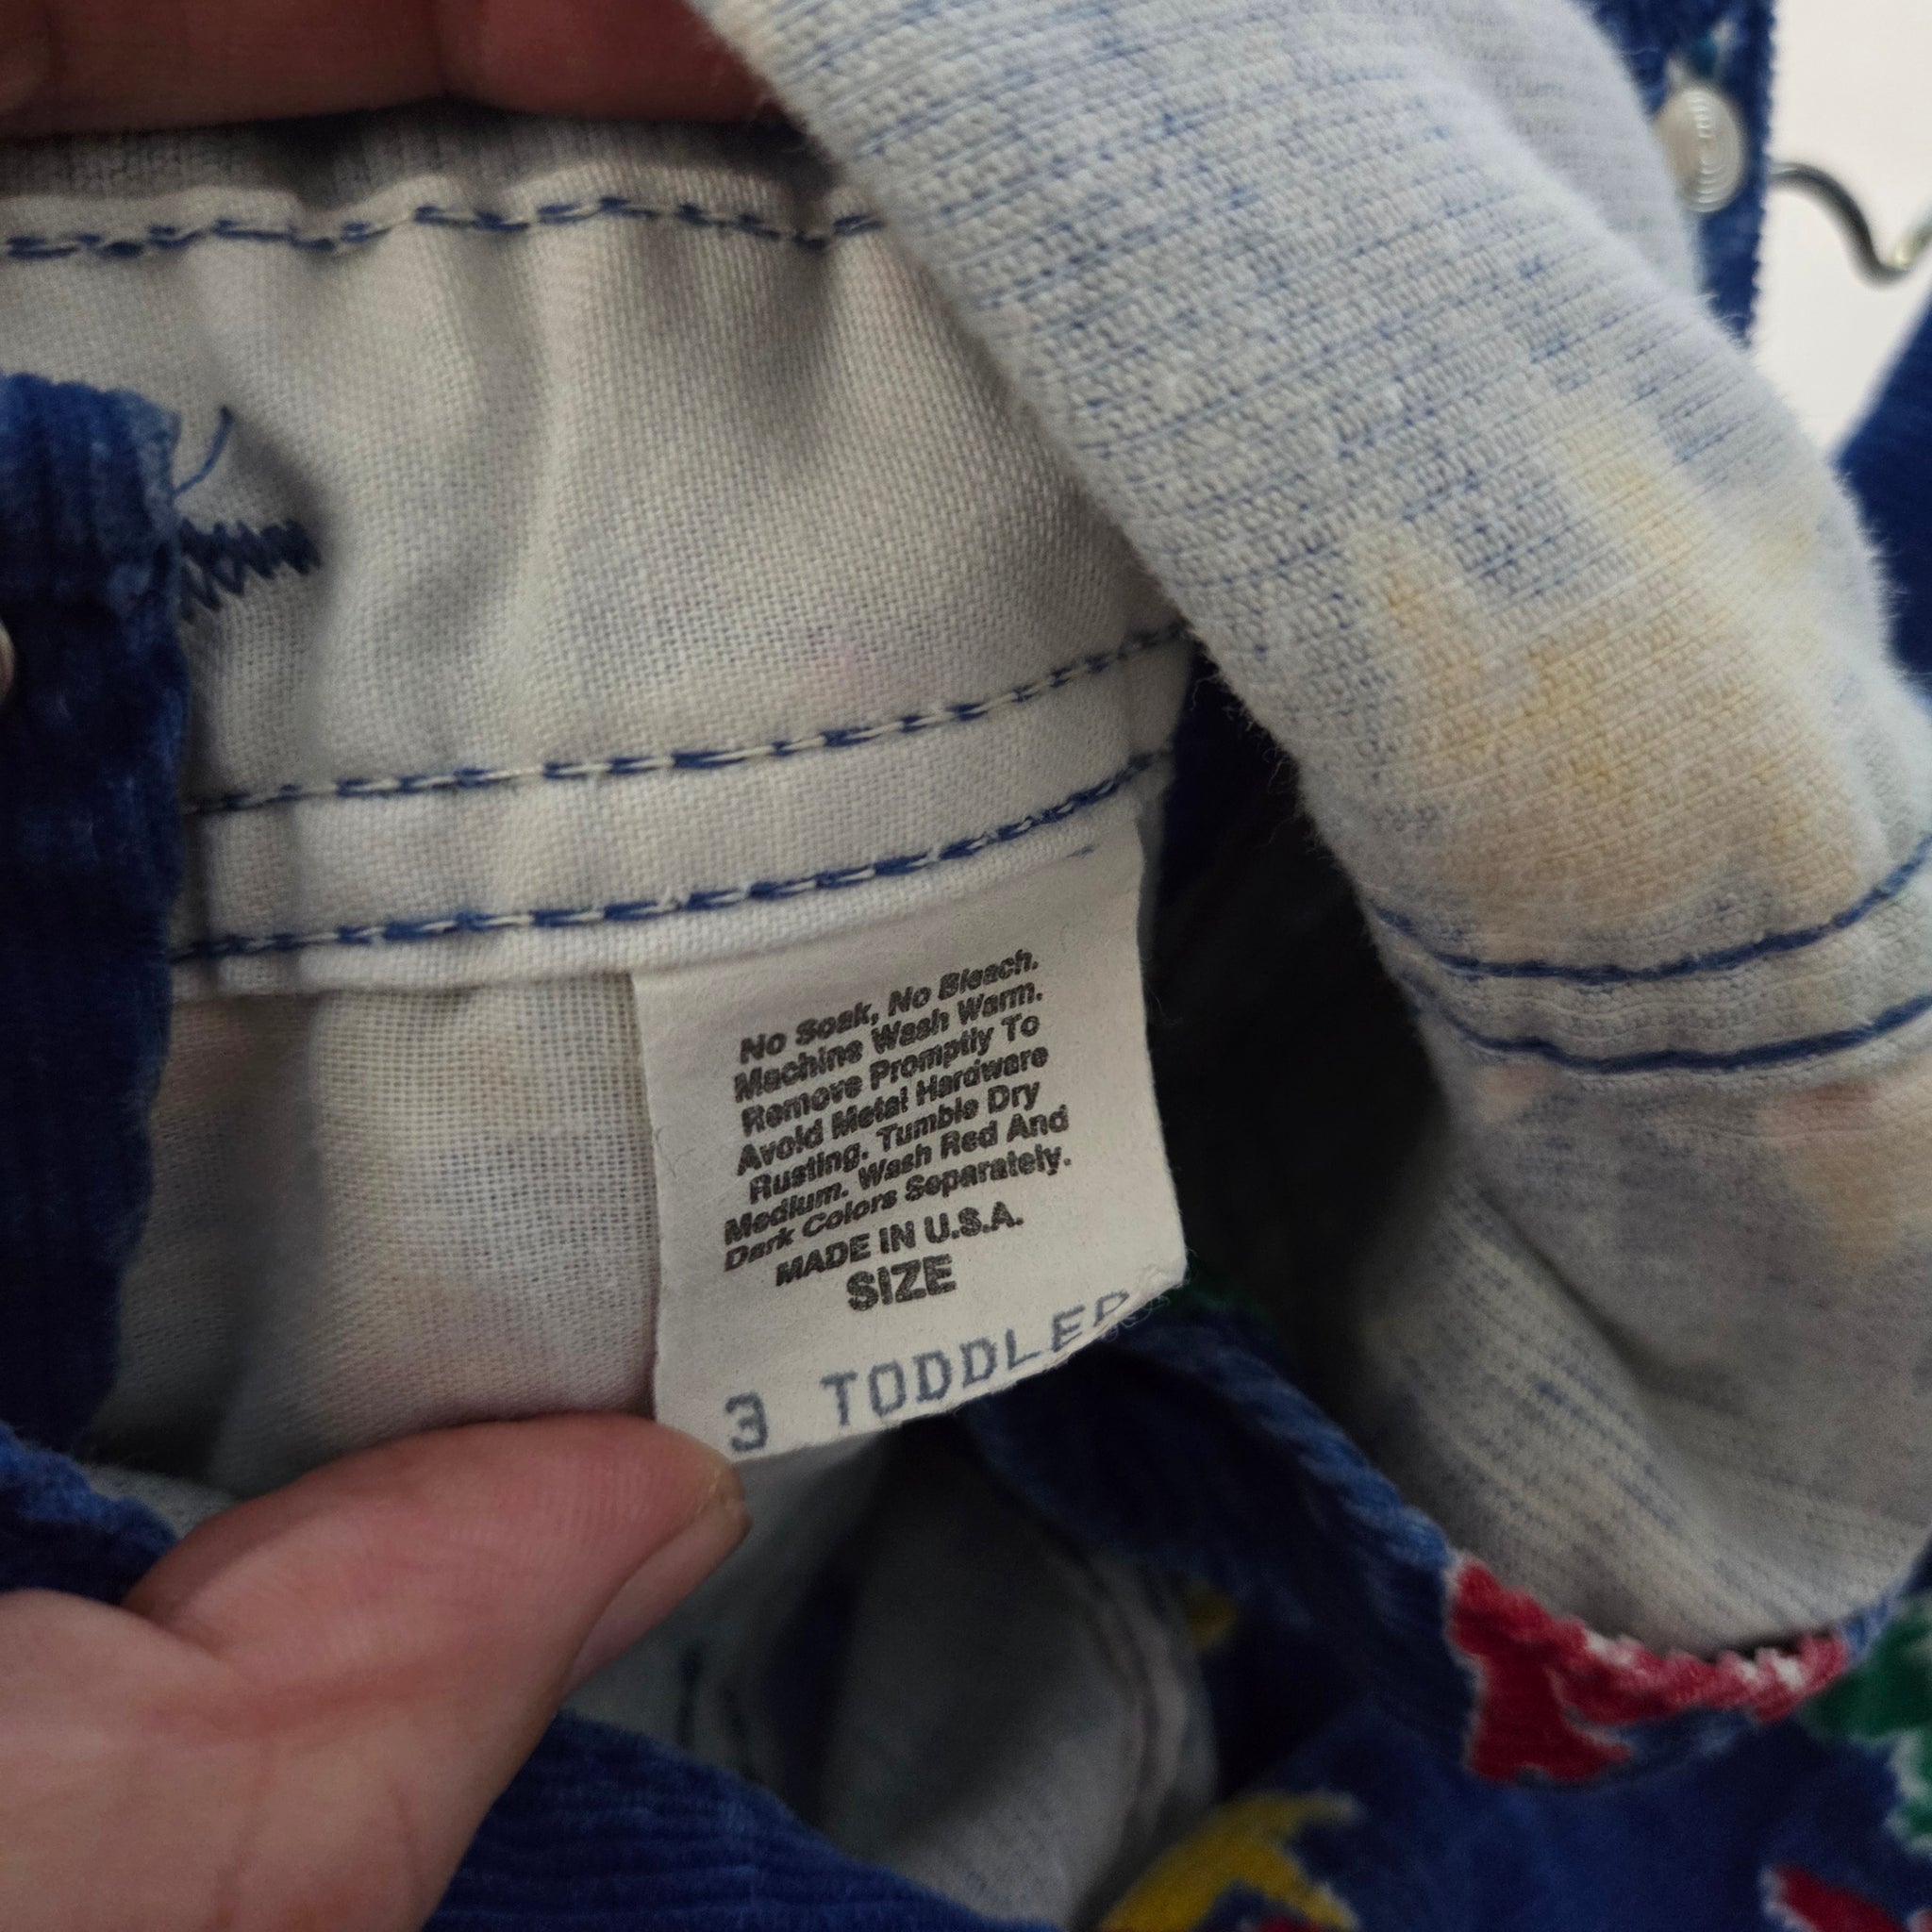 No Soak, No Bleach.
Machine Wash Warm.
Remove Promptly To
Avoid Metal Hardware
Rusting. Tumble Dry
Medium. Wash Red And
Dark Colors Separately.
MADE IN U.S.A.
SIZE
3 TODDLER